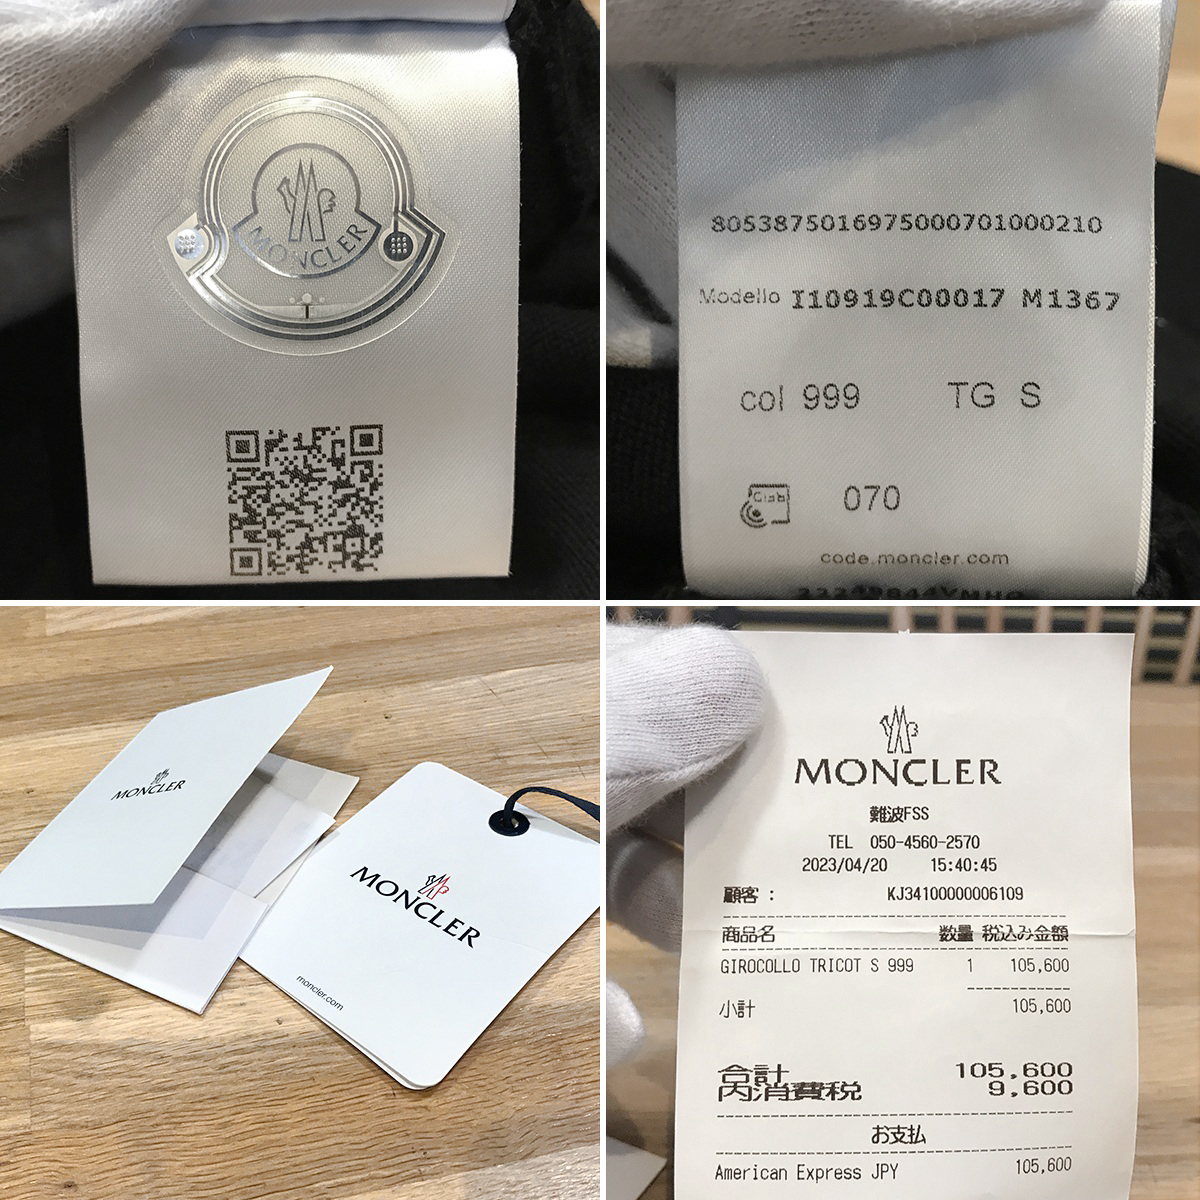 MONCLER
8053875016975000701000210
Modello I10919C00017 M1367
col 999 TG S
070
code.moncler.com
MONCLER
MONCLER
moncler.com
MONCLER
難波FSS
TEL 050-4560-2570
2023/04/20 15:40:45
顧客： KJ34100000006109
商品名 数量 税込み金額
GIROCOLLO TRICOT S 999 1 105,600
小計 105,600
合計 105,600
内消費税 9,600
お支払
American Express JPY 105,600